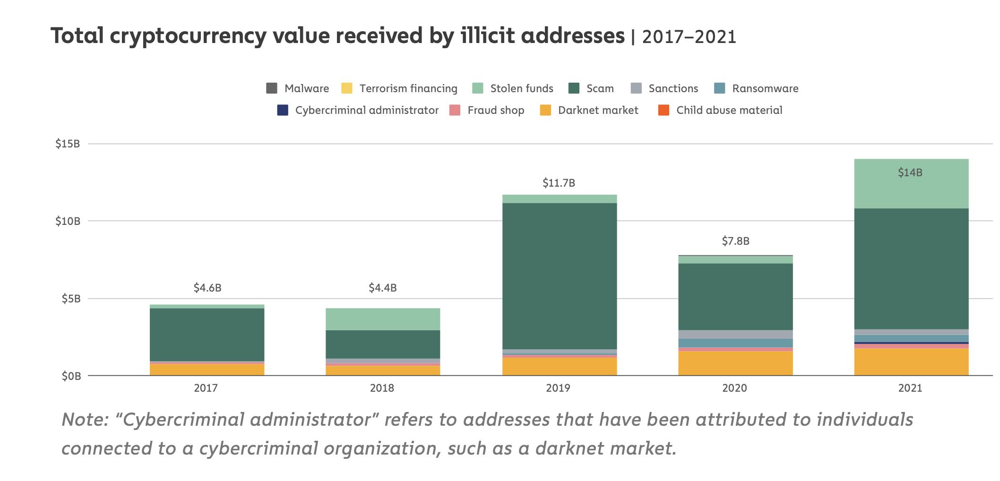 Total cryptocurrency value received by illicit addresses | 2017–2021
Malware Terrorism financing Stolen funds Scam Sanctions Ransomware
Cybercriminal administrator Fraud shop Darknet market Child abuse material
$15B
$14B
$11.7B
$10B
$7.8B
$4.6B $4.4B
$5B
$0B
2017 2018 2019 2020 2021
Note: “Cybercriminal administrator” refers to addresses that have been attributed to individuals
connected to a cybercriminal organization, such as a darknet market.